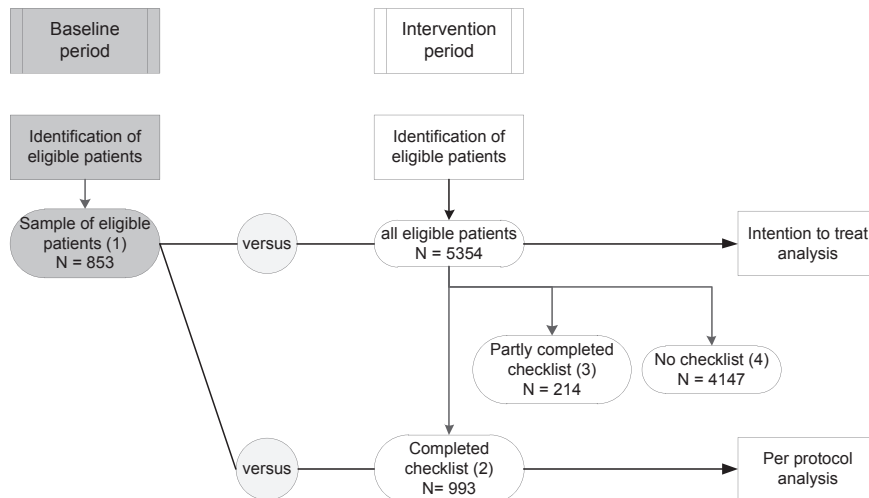 Baseline
period
Intervention
period
Identification of
eligible patients
Identification of
eligible patients
Sample of eligible
patients (1)
N = 853
versus
all eligible patients
N = 5354
Intention to treat
analysis
Partly completed
checklist (3)
N = 214
No checklist (4)
N = 4147
versus
Completed
checklist (2)
N= 993
Per protocol
analysis